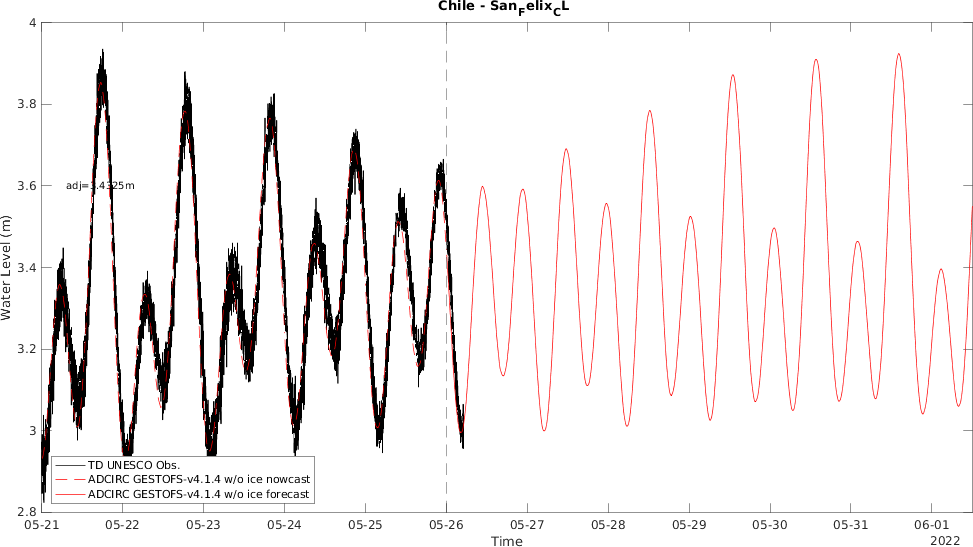 Chile - San_Felix_CL
4
3.8
3.6
3.4
3.2
3
2.8
Water Level (m)
adj=3.4325m
TD UNESCO Obs.
ADCIRC GESTOFS-v4.1.4 w/o ice nowcast
ADCIRC GESTOFS-v4.1.4 w/o ice forecast
05-21 05-22 05-23 05-24 05-25 05-26 05-27 05-28 05-29 05-30 05-31 06-01
Time
2022